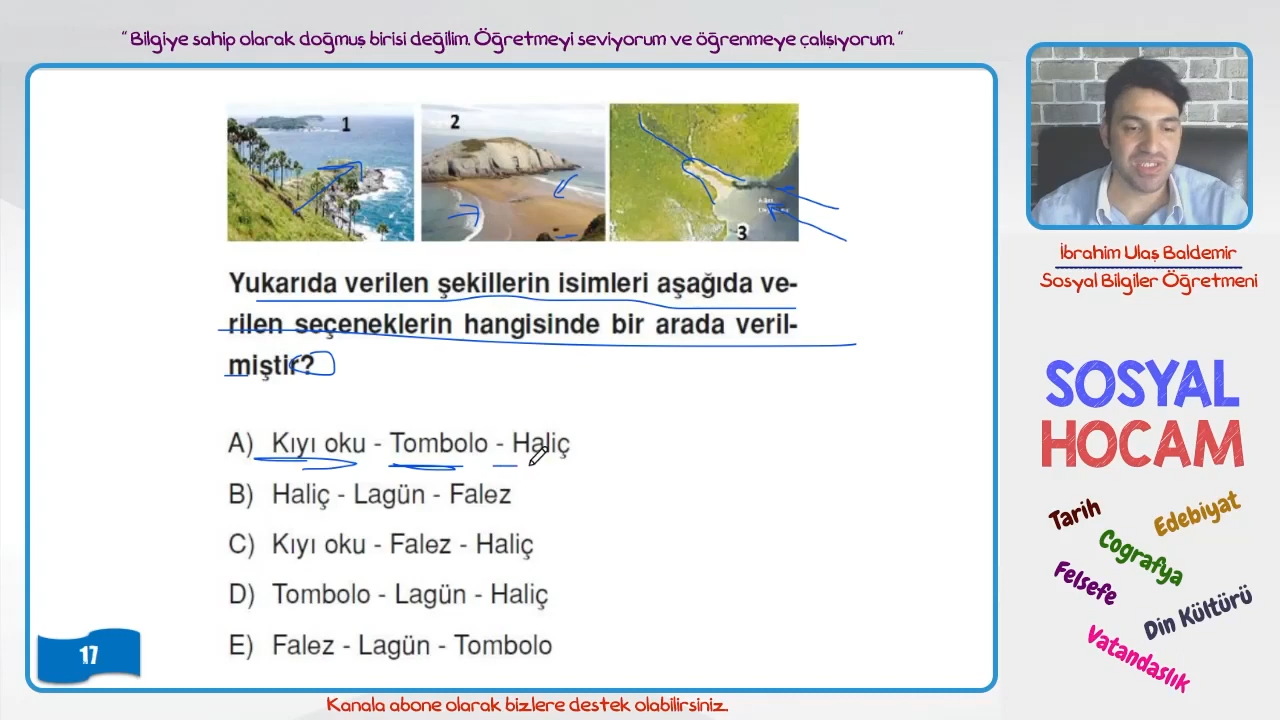 “ Bilgiye sahip olarak doğmuş birisi değilim. Öğretmeyi seviyorum ve öğrenmeye çalışıyorum. “
1
2
3
Yukarıda verilen şekillerin isimleri aşağıda ve-
rilen seçeneklerin hangisinde bir arada veril-
miştir?
A) Kıyı oku - Tombolo - Haliç
B) Haliç - Lagün - Falez
C) Kıyı oku - Falez - Haliç
D) Tombolo - Lagün - Haliç
E) Falez - Lagün - Tombolo
17
Kanala abone olarak bizlere destek olabilirsiniz.
İbrahim Ulaş Baldemir
Sosyal Bilgiler Öğretmeni
SOSYAL
HOCAM
Tarih
Edebiyat
Coğrafya
Felsefe
Din Kültürü
Vatandaslık